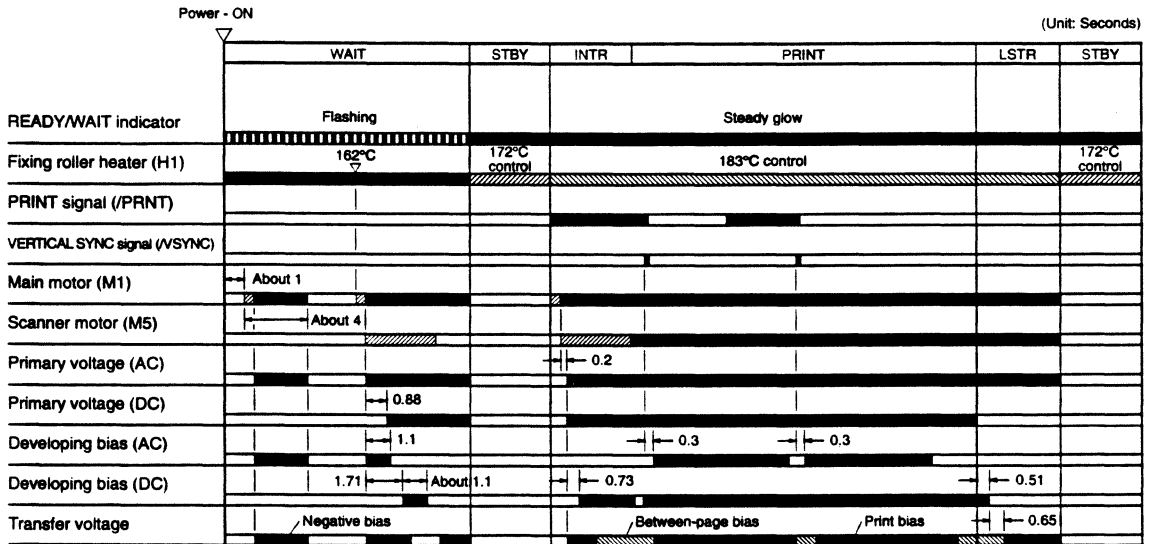 Power - ON
(Unit: Seconds)
WAIT STBY INTR PRINT LSTR STBY
READY/WAIT indicator Flashing Steady glow
Fixing roller heater (H1) 162°C 172°C control 183°C control 172°C control
PRINT signal (/PRNT)
VERTICAL SYNC signal (/VSYNC)
Main motor (M1) About 1
Scanner motor (M5) About 4
Primary voltage (AC) 0.2
Primary voltage (DC) 0.88
Developing bias (AC) 1.1 0.3 0.3
Developing bias (DC) 1.71 About 1.1 0.73 0.51
Transfer voltage Negative bias Between-page bias Print bias 0.65